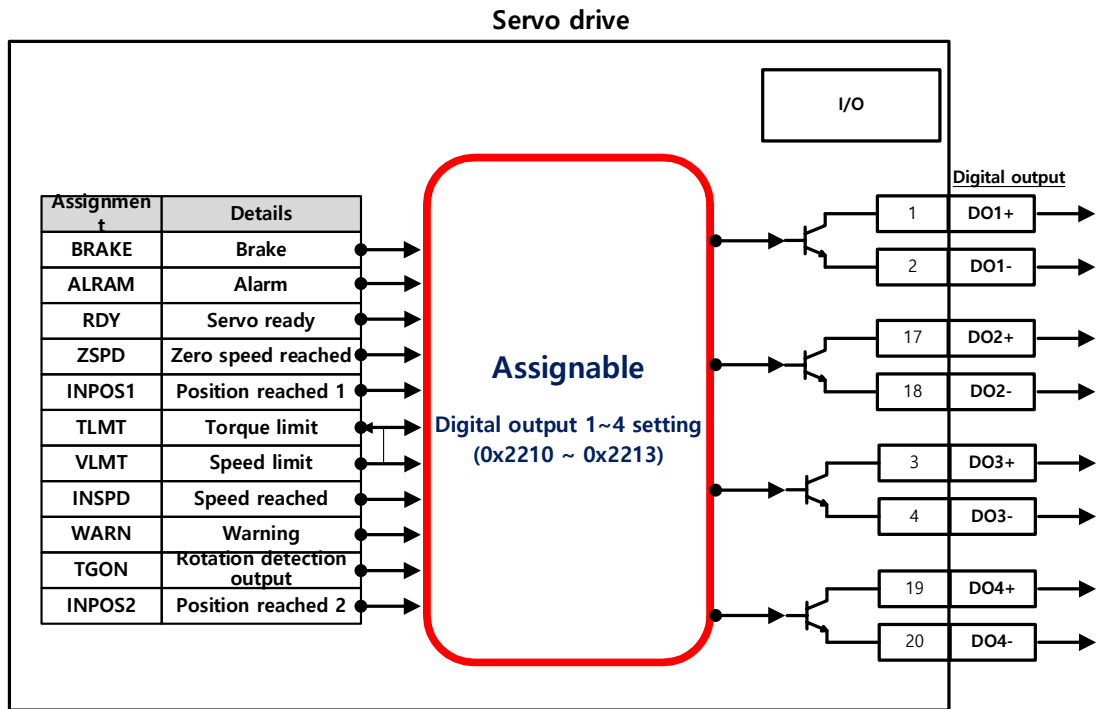 Servo drive
I/O
Digital output
Assignmen
t
Details
BRAKE Brake
ALRAM Alarm
RDY Servo ready
ZSPD Zero speed reached
INPOS1 Position reached 1
TLMT Torque limit
VLMT Speed limit
INSPD Speed reached
WARN Warning
TGON Rotation detection
output
INPOS2 Position reached 2
Assignable
Digital output 1~4 setting
(0x2210 ~ 0x2213)
1 DO1+
2 DO1-
17 DO2+
18 DO2-
3 DO3+
4 DO3-
19 DO4+
20 DO4-